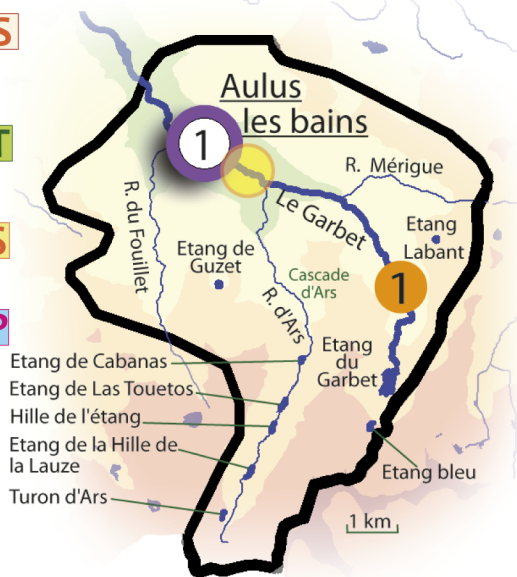 S
Aulus
les bains
1
T
R. Mérigue
R. du Fouillet
Le Garbet
Etang
Labant
S
Etang de
Guzet
Cascade
d'Ars
1
R. d'Ars
P
Etang
du
Garbet
Etang de Cabanas
Etang de Las Touetos
Hille de l'étang
Etang de la Hille de
la Lauze
Etang bleu
Turon d'Ars
1 km